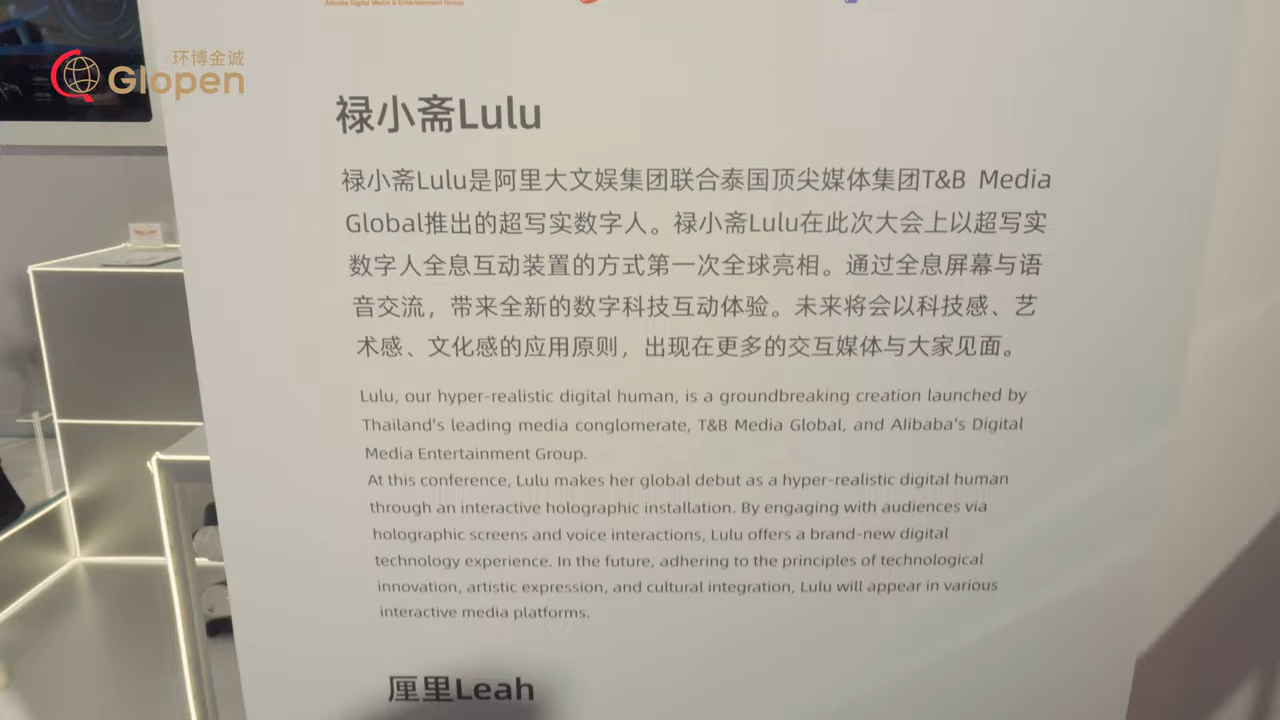 Alibaba Digital Media & Entertainment Group
环博金诚
Glopen
禄小斋Lulu
禄小斋Lulu是阿里大文娱集团联合泰国顶尖媒体集团T&B Media
Global推出的超写实数字人。禄小斋Lulu在此次大会上以超写实
数字人全息互动装置的方式第一次全球亮相。通过全息屏幕与语
音交流，带来全新的数字科技互动体验。未来将会以科技感、艺
术感、文化感的应用原则，出现在更多的交互媒体与大家见面。
Lulu, our hyper-realistic digital human, is a groundbreaking creation launched by
Thailand's leading media conglomerate, T&B Media Global, and Alibaba's Digital
Media Entertainment Group.
At this conference, Lulu makes her global debut as a hyper-realistic digital human
through an interactive holographic installation. By engaging with audiences via
holographic screens and voice interactions, Lulu offers a brand-new digital
technology experience. In the future, adhering to the principles of technological
innovation, artistic expression, and cultural integration, Lulu will appear in various
interactive media platforms.
厘里Leah